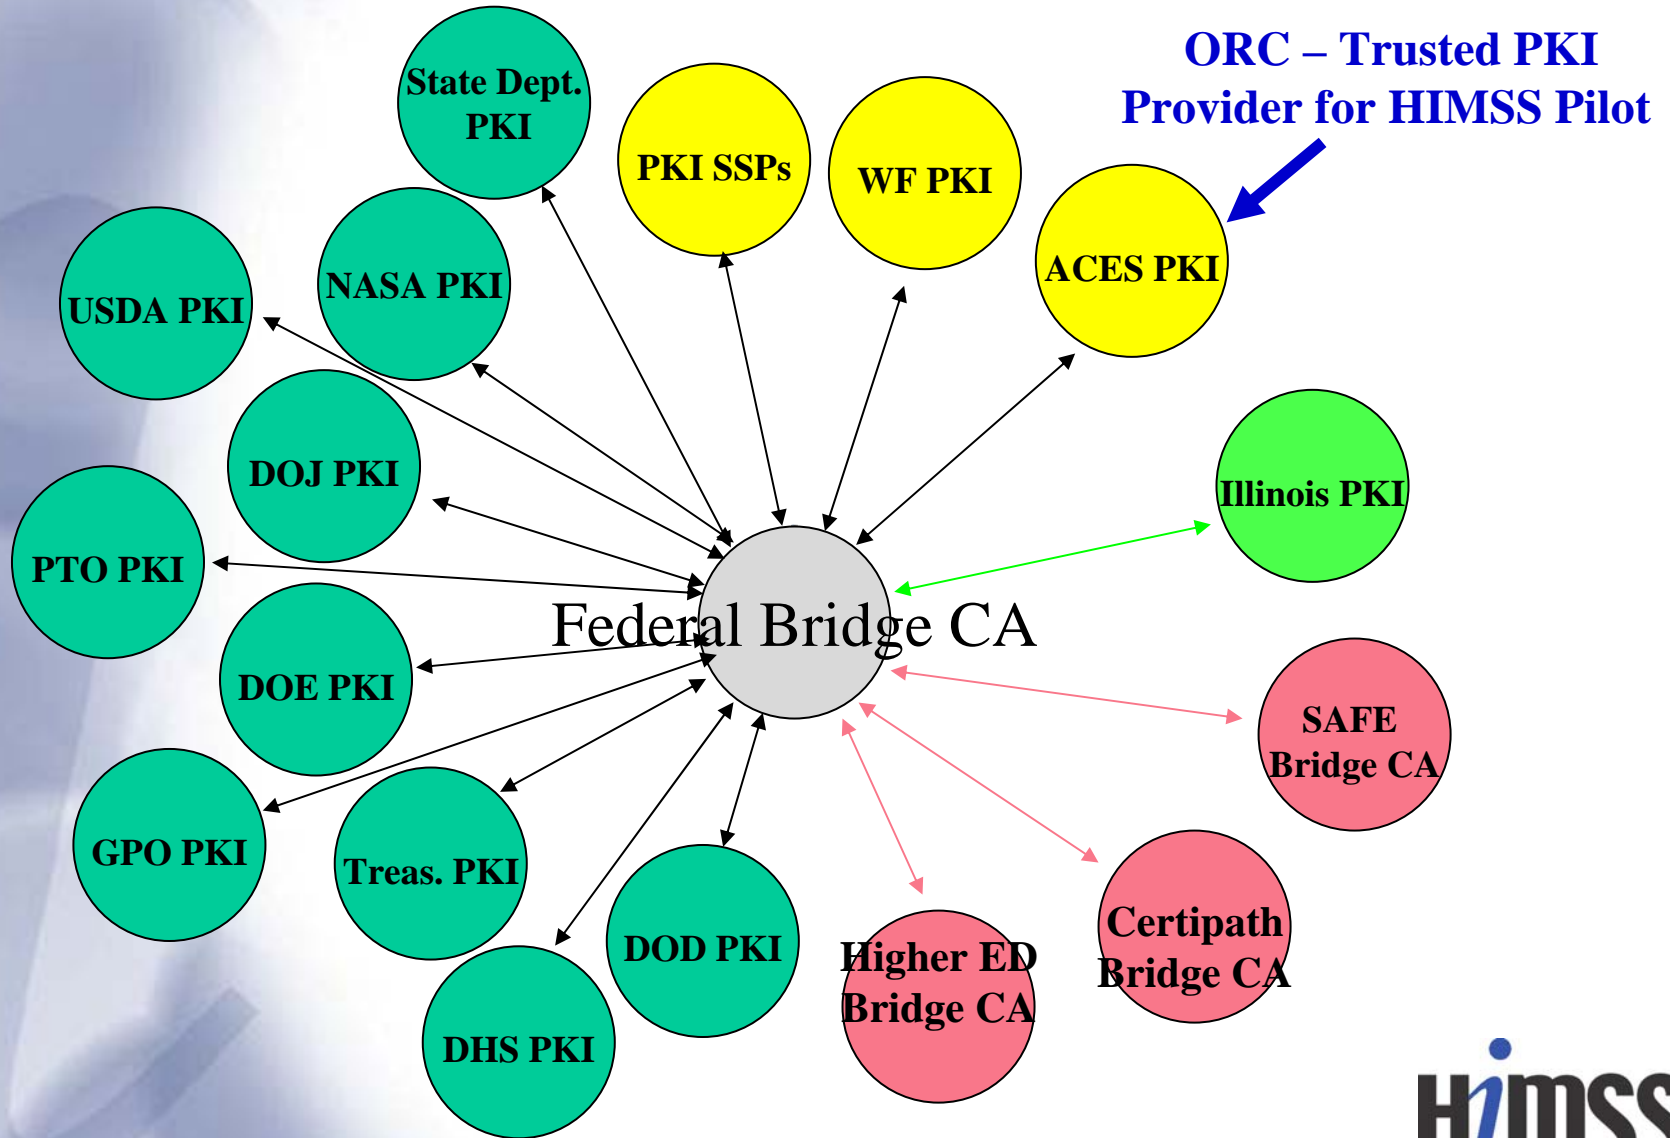 ORC – Trusted PKI
Provider for HIMSS Pilot
State Dept.
PKI
PKI SSPs
WF PKI
ACES PKI
NASA PKI
USDA PKI
DOJ PKI
Illinois PKI
PTO PKI
Federal Bridge CA
DOE PKI
SAFE
Bridge CA
GPO PKI
Treas. PKI
DOD PKI
Certipath
Bridge CA
Higher ED
Bridge CA
DHS PKI
HIMSS